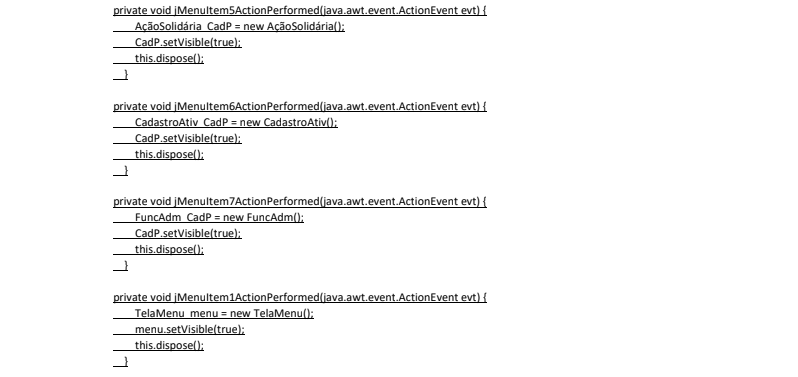 private void jMenuItem5ActionPerformed(java.awt.event.ActionEvent evt) {
AçãoSolidária CadP = new AçãoSolidária();
CadP.setVisible(true);
this.dispose();
}
private void jMenuItem6ActionPerformed(java.awt.event.ActionEvent evt) {
CadastroAtiv CadP = new CadastroAtiv();
CadP.setVisible(true);
this.dispose();
}
private void jMenuItem7ActionPerformed(java.awt.event.ActionEvent evt) {
FuncAdm CadP = new FuncAdm();
CadP.setVisible(true);
this.dispose();
}
private void jMenuItem1ActionPerformed(java.awt.event.ActionEvent evt) {
TelaMenu menu = new TelaMenu();
menu.setVisible(true);
this.dispose();
}